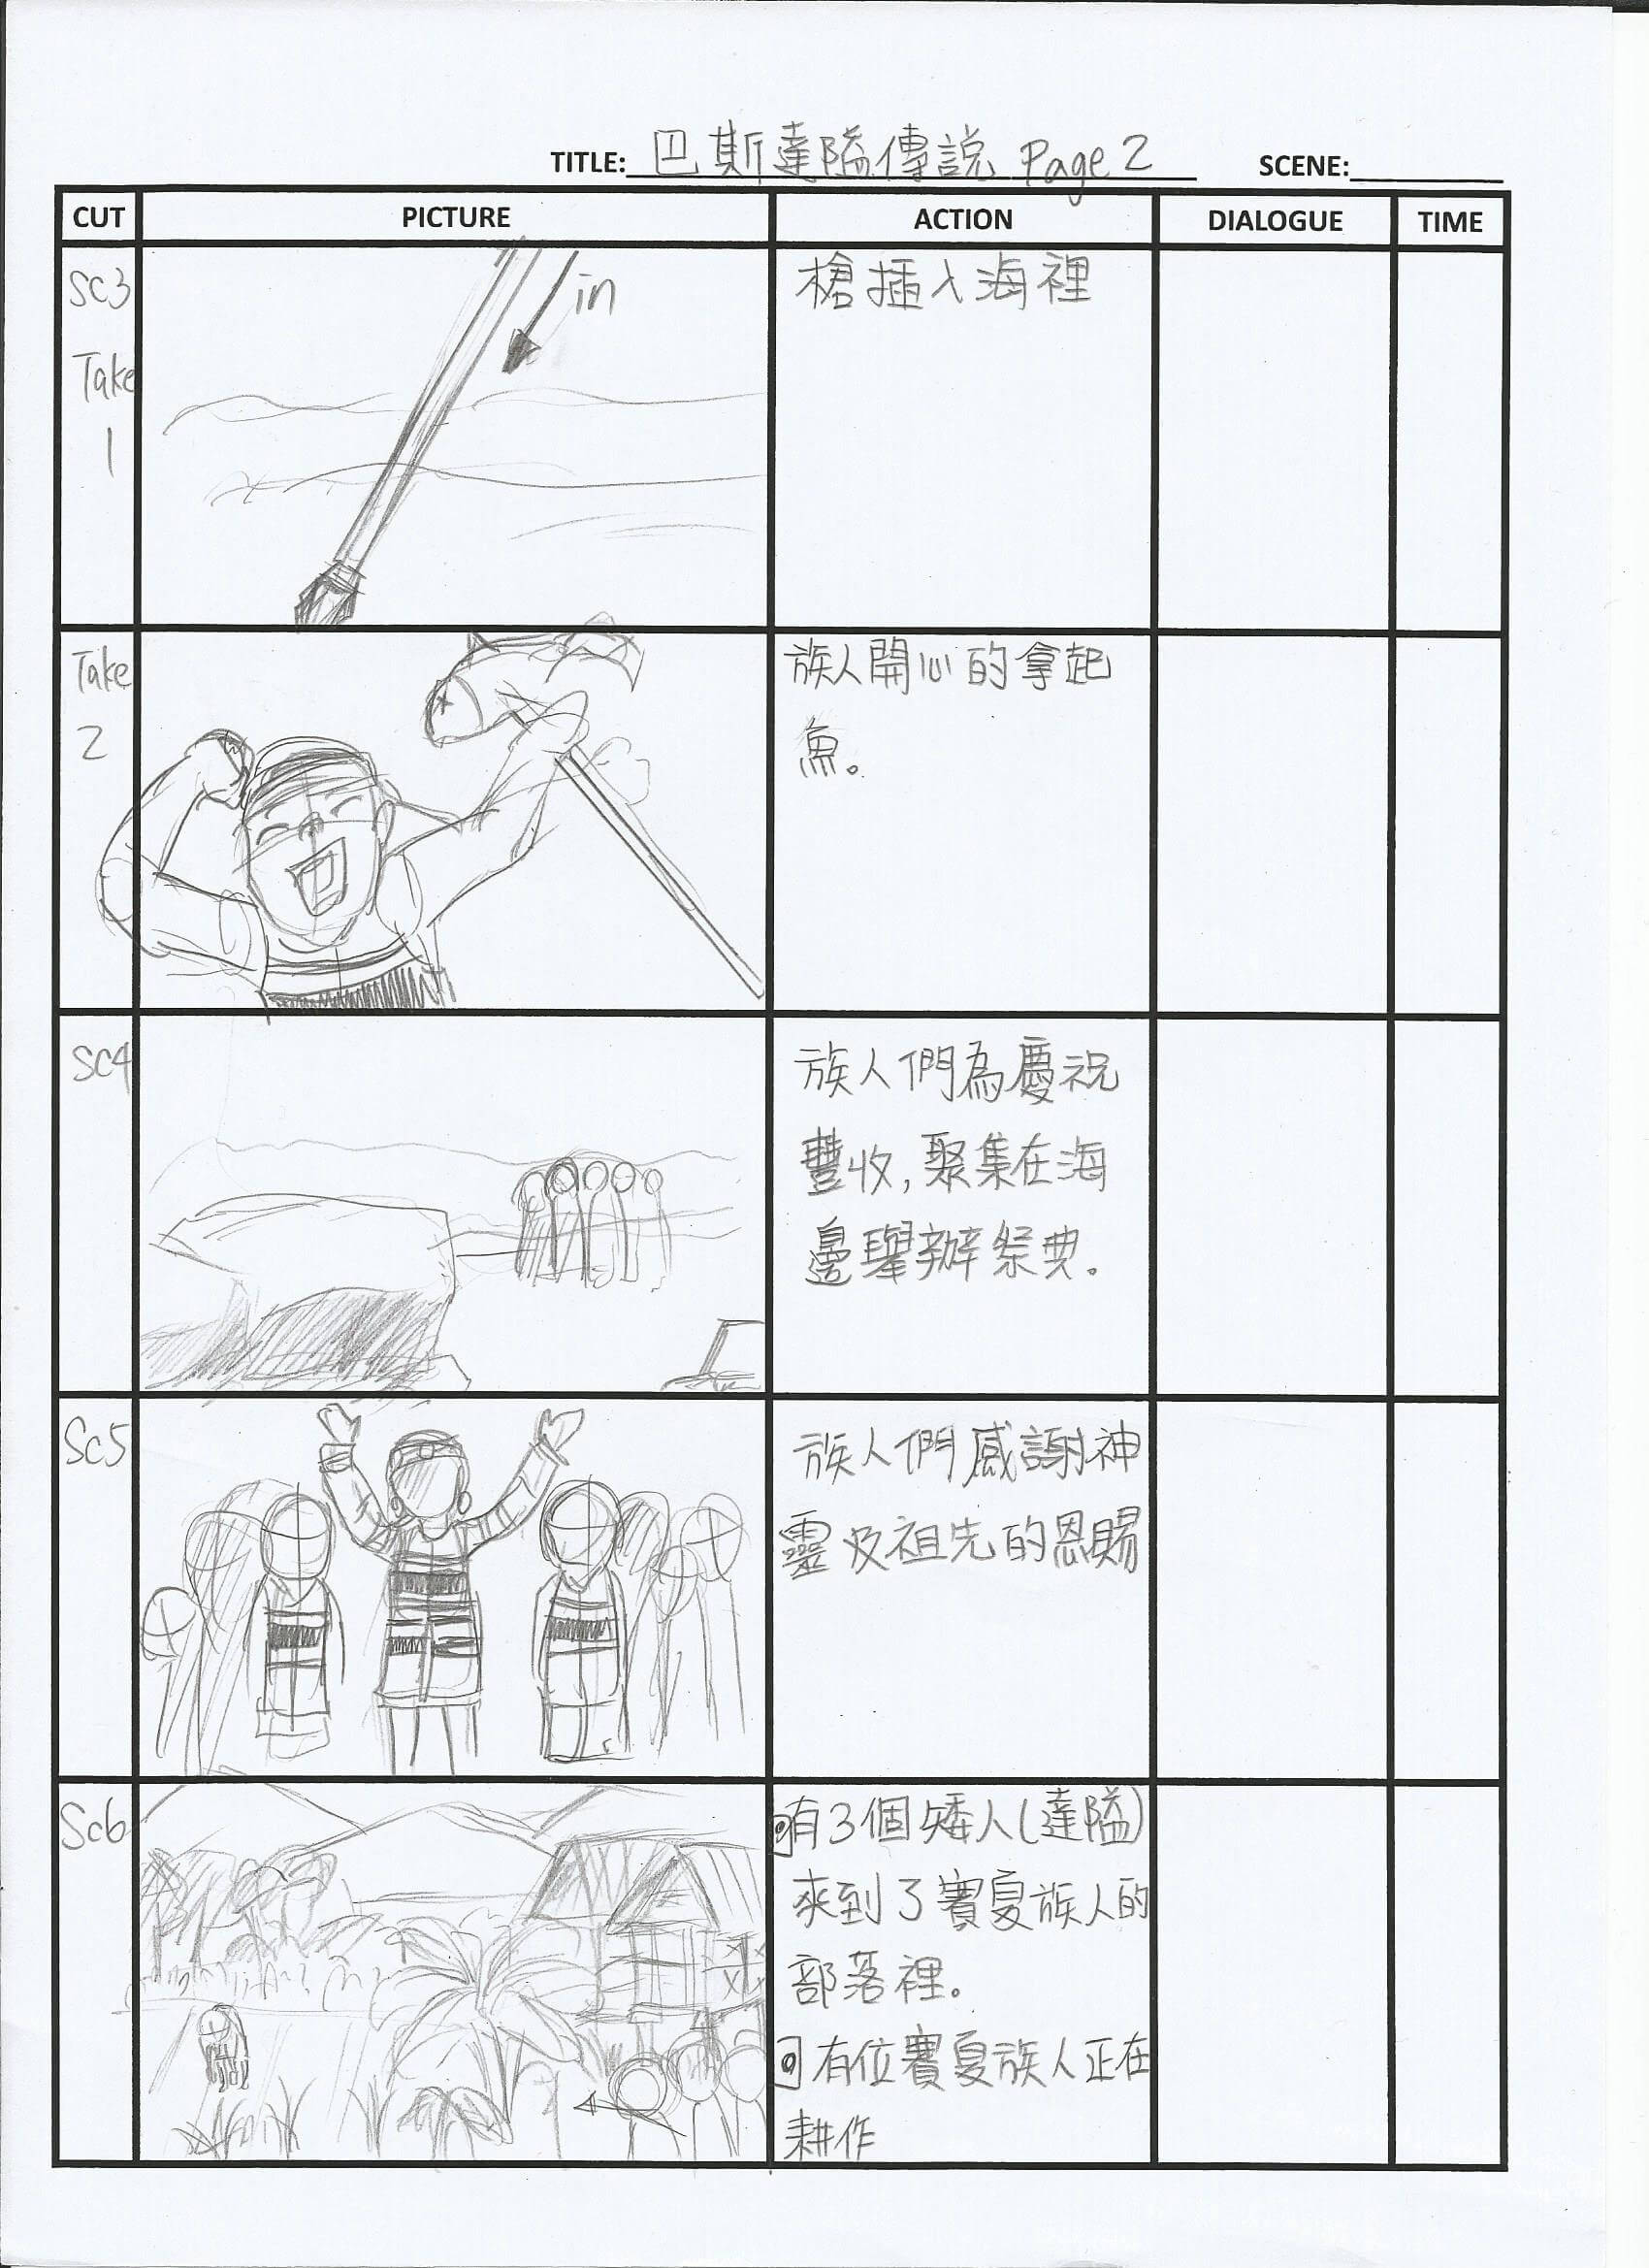 TITLE: 巴斯達隘傳說 Page 2 SCENE:
CUT PICTURE ACTION DIALOGUE TIME
SC3
Take
1
in
槍插入海裡
Take
2
族人開心的拿起
魚。
SC4
族人們為慶祝
豐收,聚集在海
邊舉辦祭典。
SC5
族人們感謝神
靈及祖先的恩賜
SC6
有3個矮人(達隘)
來到了賽夏族人的
部落裡。
有位賽夏族人正在
耕作